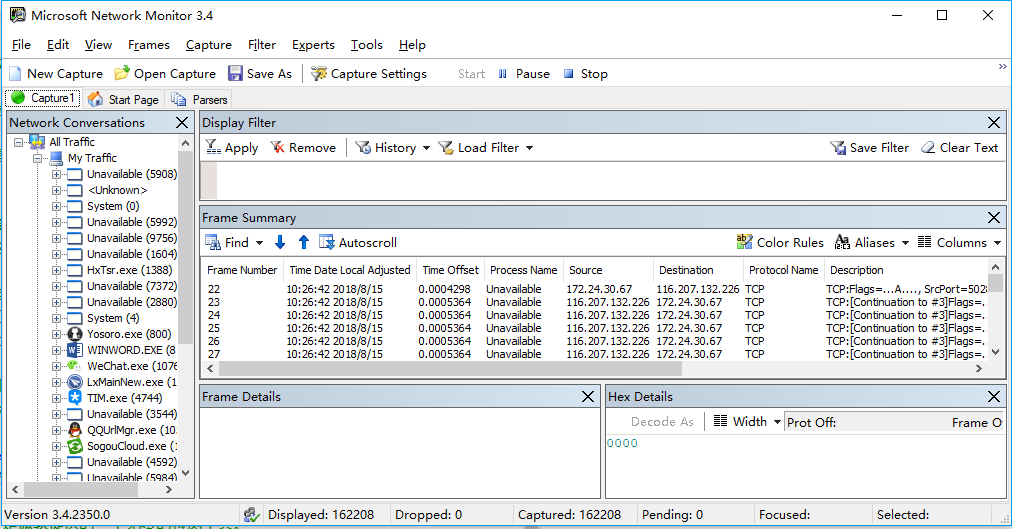 Microsoft Network Monitor 3.4
File Edit View Frames Capture Filter Experts Tools Help
New Capture Open Capture Save As Capture Settings Start Pause Stop
Capture1 Start Page Parsers
Network Conversations
All Traffic
My Traffic
Unavailable (5908)
<Unknown>
System (0)
Unavailable (5992)
Unavailable (9756)
Unavailable (1604)
HxTsr.exe (1388)
Unavailable (7372)
Unavailable (2880)
System (4)
Yosoro.exe (800)
WINWORD.EXE (8
WeChat.exe (1076
LxMainNew.exe (1
TIM.exe (4744)
Unavailable (3544)
QQUrlMgr.exe (10.
SogouCloud.exe (
Unavailable (4592)
Unavailable (5984)
Display Filter
Apply Remove History Load Filter Save Filter Clear Text
Frame Summary
Find Autoscroll Color Rules Aliases Columns
Frame Number Time Date Local Adjusted Time Offset Process Name Source Destination Protocol Name Description
22 10:26:42 2018/8/15 0.0004298 Unavailable 172.24.30.67 116.207.132.226 TCP TCP:Flags=...A...., SrcPort=5028
23 10:26:42 2018/8/15 0.0005364 Unavailable 116.207.132.226 172.24.30.67 TCP TCP:[Continuation to #3]Flags=..
24 10:26:42 2018/8/15 0.0005364 Unavailable 116.207.132.226 172.24.30.67 TCP TCP:[Continuation to #3]Flags=..
25 10:26:42 2018/8/15 0.0005364 Unavailable 116.207.132.226 172.24.30.67 TCP TCP:[Continuation to #3]Flags=..
26 10:26:42 2018/8/15 0.0005364 Unavailable 116.207.132.226 172.24.30.67 TCP TCP:[Continuation to #3]Flags=..
27 10:26:42 2018/8/15 0.0005364 Unavailable 116.207.132.226 172.24.30.67 TCP TCP:[Continuation to #3]Flags=..
Frame Details
Hex Details
Decode As Width Prot Off: Frame O
0000
Version 3.4.2350.0 Displayed: 162208 Dropped: 0 Captured: 162208 Pending: 0 Focused: Selected: